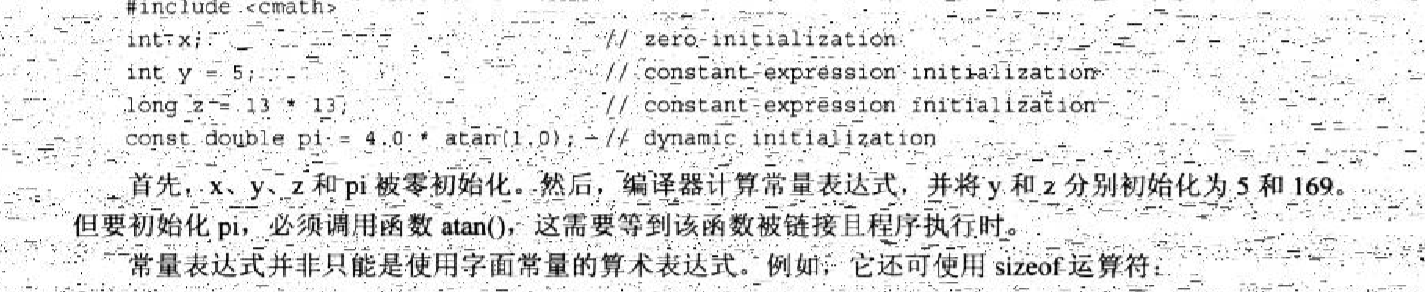 #include <cmath>
int x; // zero-initialization
int y = 5; // constant-expression initialization
long z = 13 * 13; // constant-expression initialization
const double pi = 4.0 * atan(1.0); // dynamic initialization
首先，x、y、z 和 pi 被零初始化。然后，编译器计算常量表达式，并将 y 和 z 分别初始化为 5 和 169。
但要初始化 pi，必须调用函数 atan()，这需要等到该函数被链接且程序执行时。
常量表达式并非只能是使用字面常量的算术表达式。例如，它还可使用 sizeof 运算符：